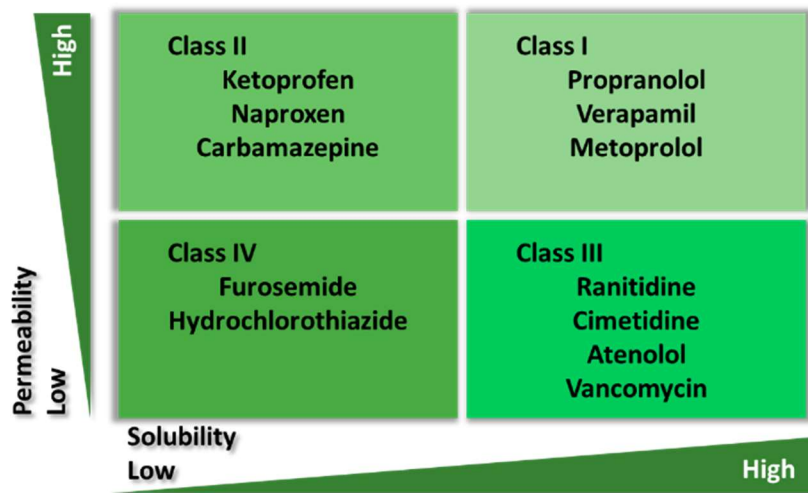 High
Permeability
Low
Class II
Ketoprofen
Naproxen
Carbamazepine
Class I
Propranolol
Verapamil
Metoprolol
Class IV
Furosemide
Hydrochlorothiazide
Class III
Ranitidine
Cimetidine
Atenolol
Vancomycin
Solubility
Low
High